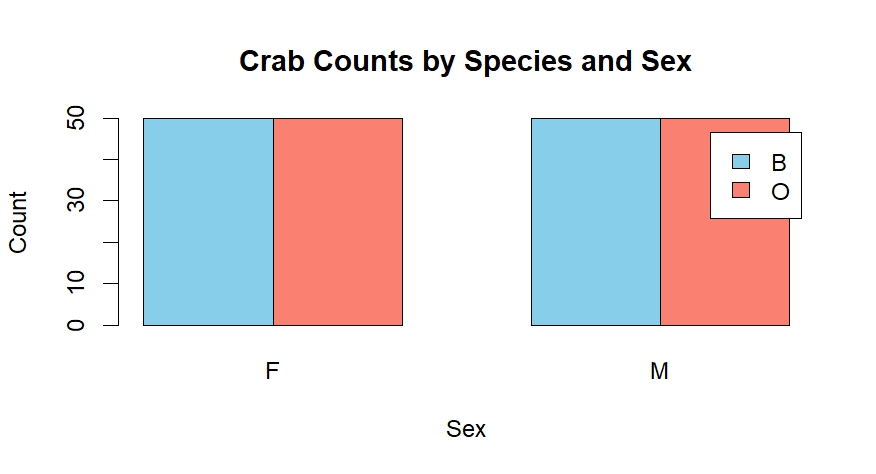 Crab Counts by Species and Sex
Count
50
30
10
0
B
O
F
M
Sex